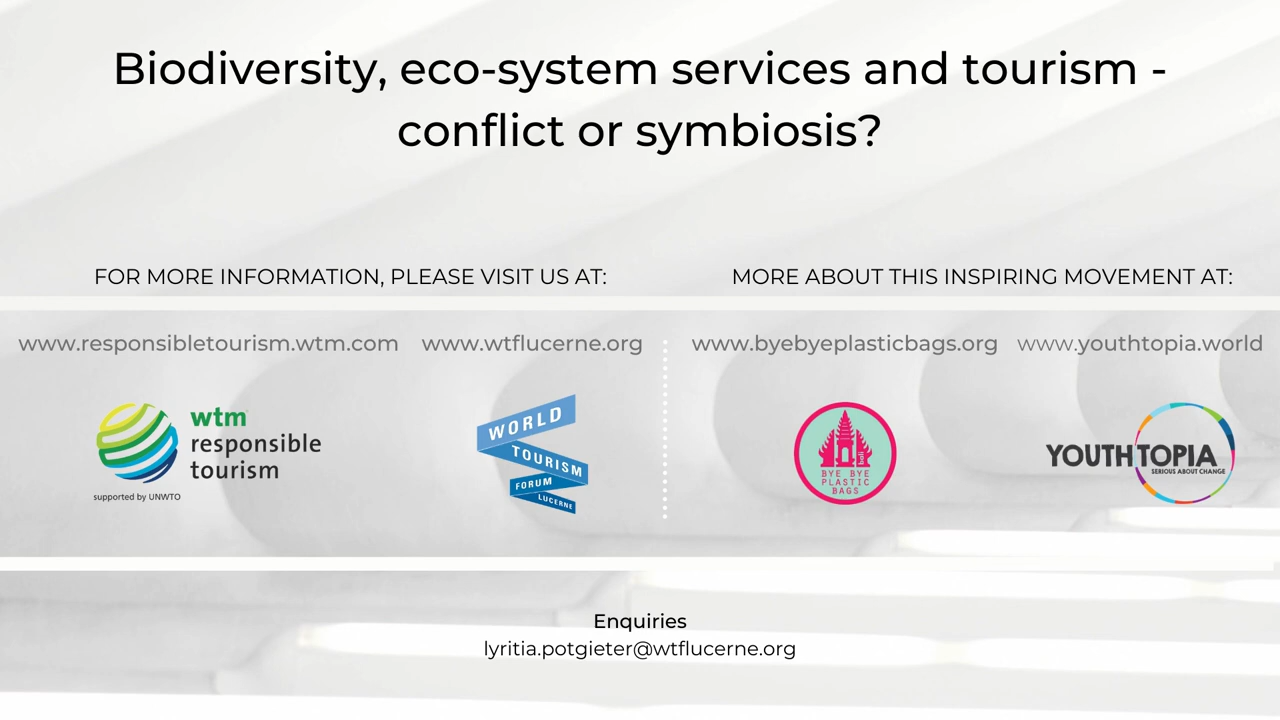 Biodiversity, eco-system services and tourism -
conflict or symbiosis?
FOR MORE INFORMATION, PLEASE VISIT US AT:
MORE ABOUT THIS INSPIRING MOVEMENT AT:
www.responsibletourism.wtm.com
www.wtflucerne.org
www.byebyeplasticbags.org
www.youthtopia.world
wtm
responsible
tourism
supported by UNWTO
WORLD
TOURISM
FORUM
LUCERNE
bali
BYE BYE
PLASTIC
BAGS
YOUTHTOPIA
SERIOUS ABOUT CHANGE
Enquiries
lyritia.potgieter@wtflucerne.org